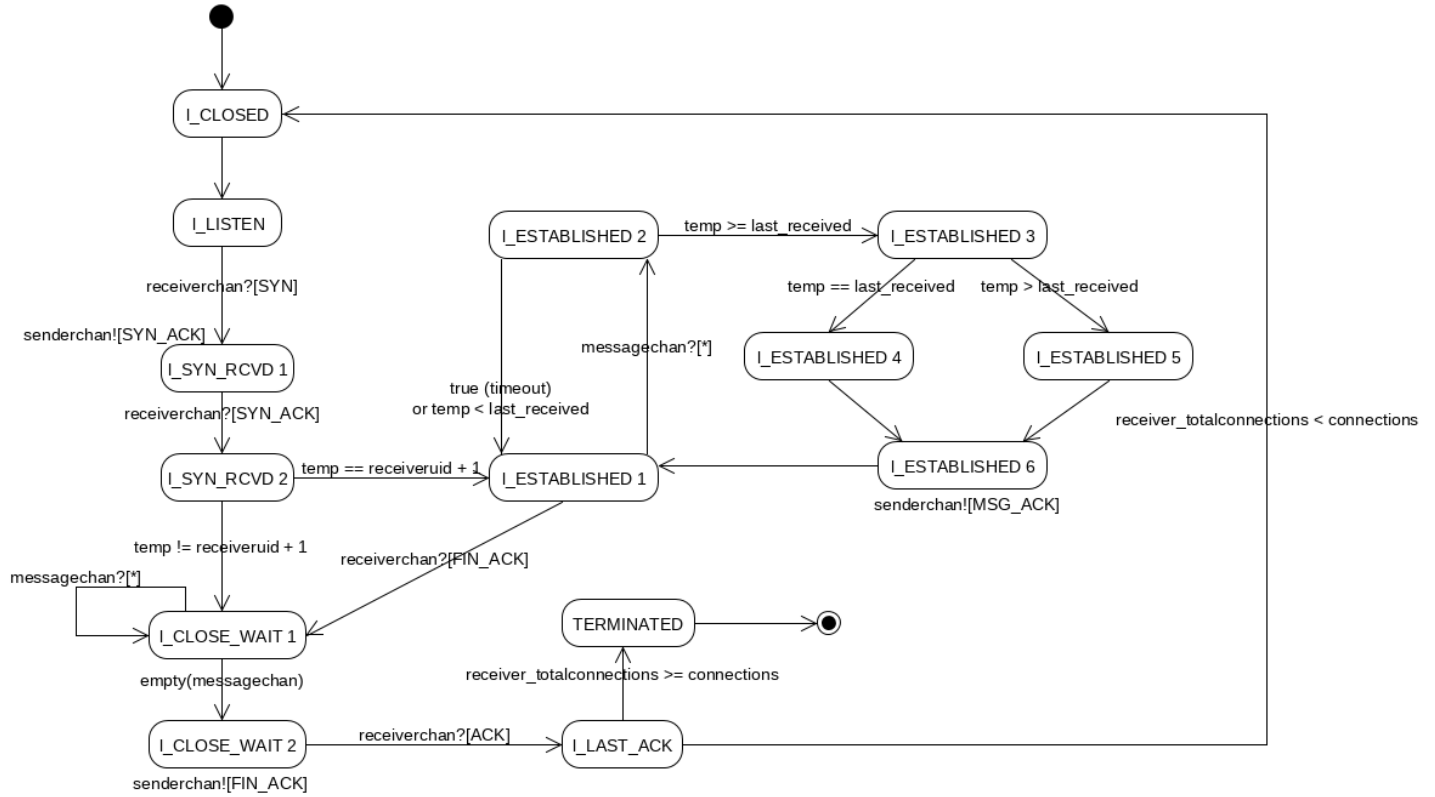 I_CLOSED
I_LISTEN
I_ESTABLISHED 2
temp >= last_received
I_ESTABLISHED 3
receiverchan?[SYN]
temp == last_received
temp > last_received
senderchan![SYN_ACK]
messagechan?[*]
I_SYN_RCVD 1
I_ESTABLISHED 4
I_ESTABLISHED 5
true (timeout)
or temp < last_received
receiverchan?[SYN_ACK]
receiver_totalconnections < connections
I_SYN_RCVD 2
temp == receiveruid + 1
I_ESTABLISHED 1
I_ESTABLISHED 6
senderchan![MSG_ACK]
temp != receiveruid + 1
receiverchan?[FIN_ACK]
messagechan?[*]
I_CLOSE_WAIT 1
TERMINATED
empty(messagechan)
receiver_totalconnections >= connections
I_CLOSE_WAIT 2
receiverchan?[ACK]
I_LAST_ACK
senderchan![FIN_ACK]